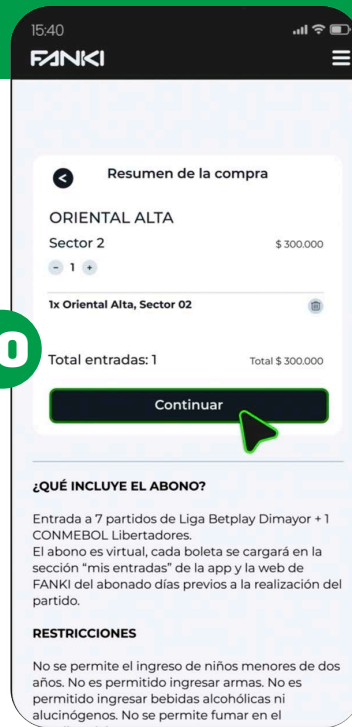 15:40
FANKI
Resumen de la compra
ORIENTAL ALTA
Sector 2 $ 300.000
- 1 +
1x Oriental Alta, Sector 02
Total entradas: 1 Total $ 300.000
Continuar
¿QUÉ INCLUYE EL ABONO?
Entrada a 7 partidos de Liga Betplay Dimayor + 1
CONMEBOL Libertadores.
El abono es virtual, cada boleta se cargará en la
sección “mis entradas” de la app y la web de
FANKI del abonado días previos a la realización del
partido.
RESTRICCIONES
No se permite el ingreso de niños menores de dos
años. No es permitido ingresar armas. No es
permitido ingresar bebidas alcohólicas ni
alucinógenos. No se permite fumar en el